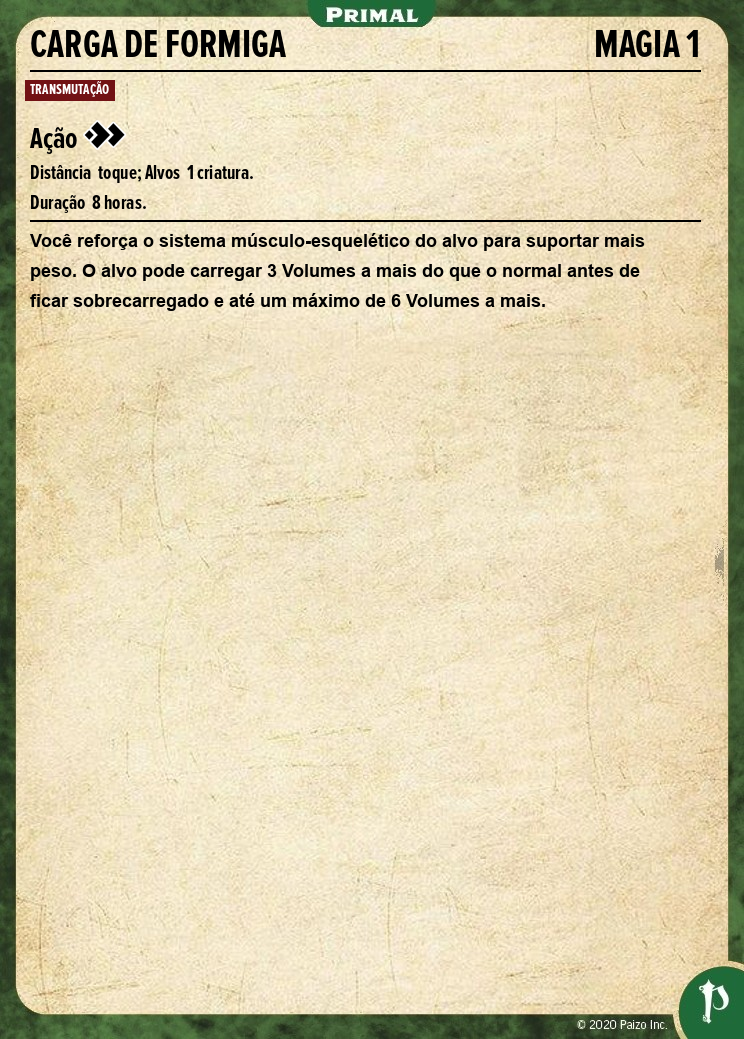 PRIMAL
CARGA DE FORMIGA MAGIA 1
TRANSMUTAÇÃO
Ação
Distância toque; Alvos 1 criatura.
Duração 8 horas.
Você reforça o sistema músculo-esquelético do alvo para suportar mais
peso. O alvo pode carregar 3 Volumes a mais do que o normal antes de
ficar sobrecarregado e até um máximo de 6 Volumes a mais.
© 2020 Paizo Inc.